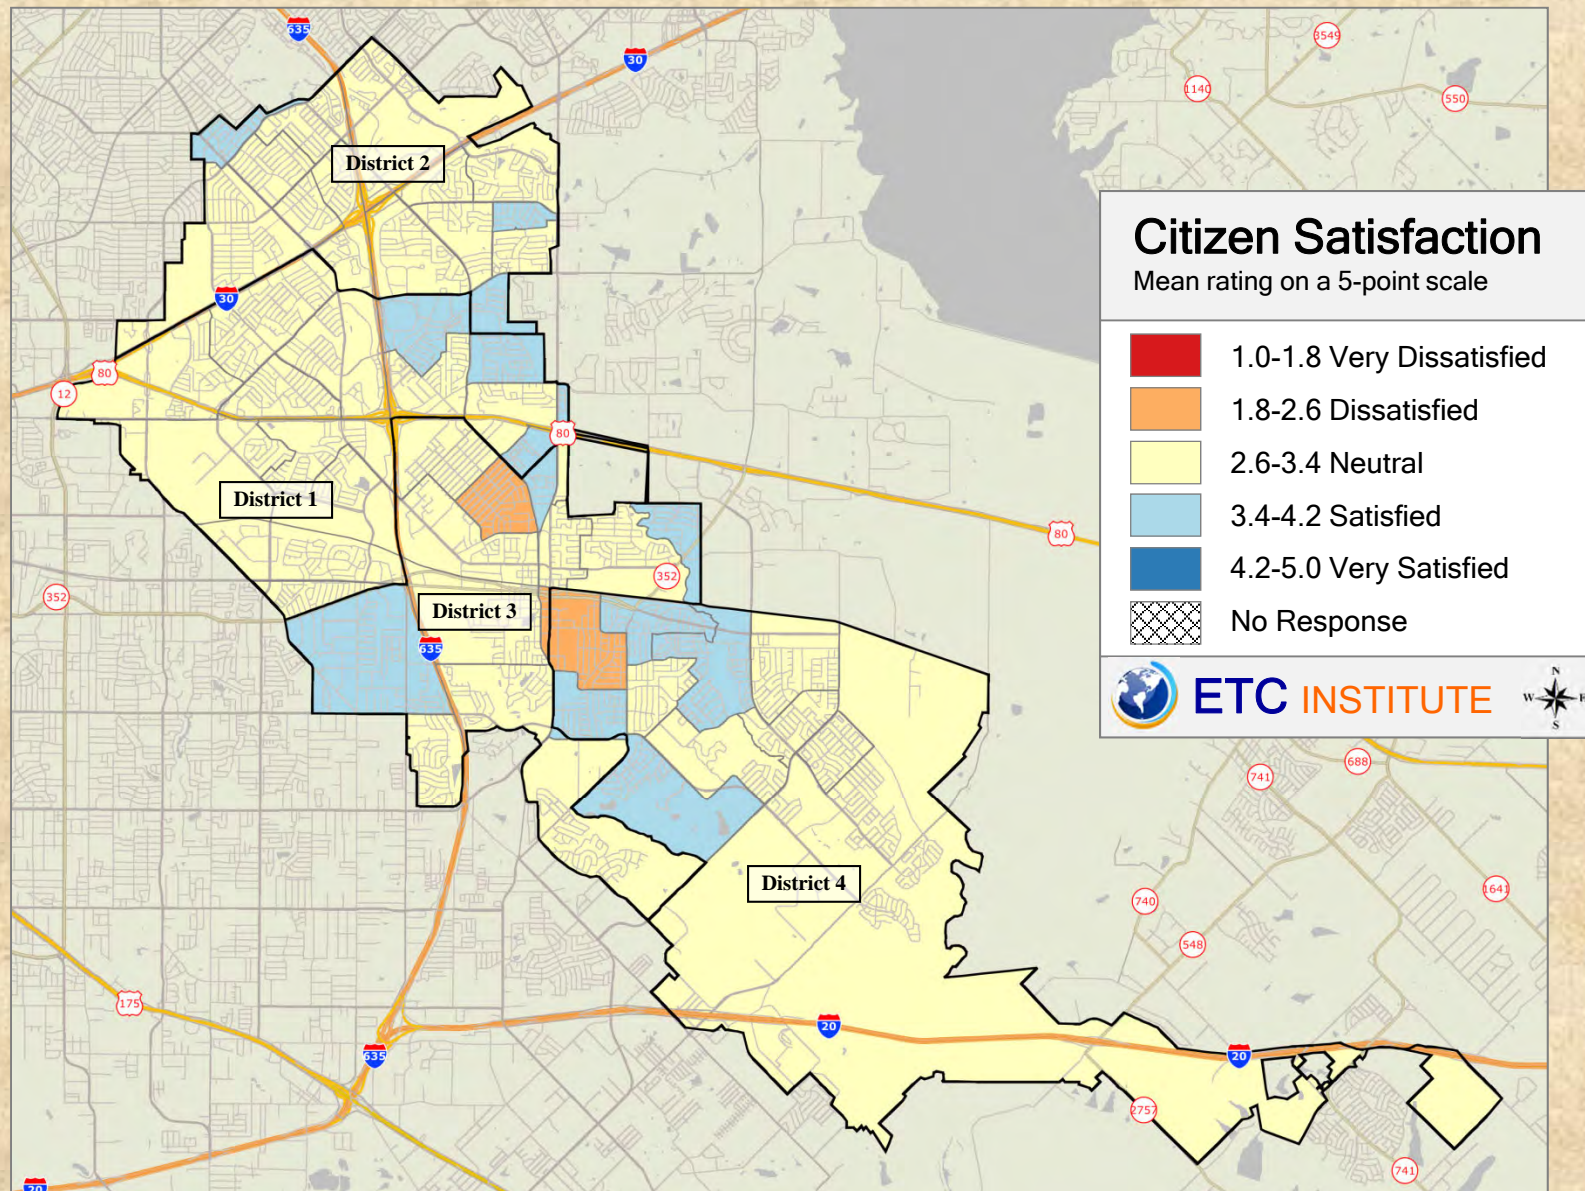 635
30
3549
1140
550
District 2
30
80
12
80
District 1
352
80
352
District 3
635
District 4
Citizen Satisfaction
Mean rating on a 5-point scale
1.0-1.8 Very Dissatisfied
1.8-2.6 Dissatisfied
2.6-3.4 Neutral
3.4-4.2 Satisfied
4.2-5.0 Very Satisfied
No Response
ETC INSTITUTE
N
W E
S
688
741
740
1641
548
175
20
635
20
2757
741
20